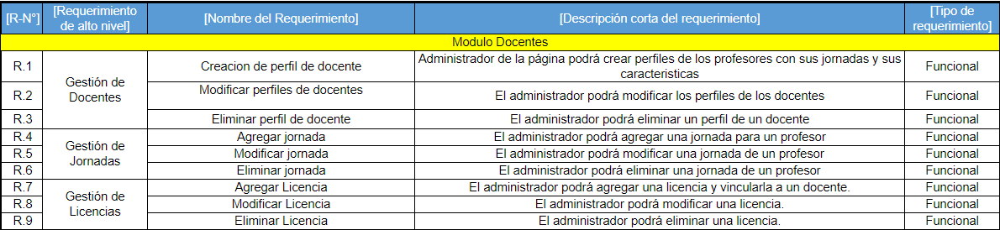 [R-N°] [Requerimiento de alto nivel] [Nombre del Requerimiento] [Descripción corta del requerimiento] [Tipo de requerimiento]
Modulo Docentes
R.1 Gestión de Docentes Creacion de perfil de docente Administrador de la página podrá crear perfiles de los profesores con sus jornadas y sus caracteristicas Funcional
R.2 Modificar perfiles de docentes El administrador podrá modificar los perfiles de los docentes Funcional
R.3 Eliminar perfil de docente El administrador podrá eliminar un perfil de un docente Funcional
R.4 Gestión de Jornadas Agregar jornada El administrador podrá agregar una jornada para un profesor Funcional
R.5 Modificar jornada El administrador podrá modificar una jornada de un profesor Funcional
R.6 Eliminar jornada El administrador podrá eliminar una jornada de un profesor Funcional
R.7 Gestión de Licencias Agregar Licencia El administrador podrá agregar una licencia y vincularla a un docente. Funcional
R.8 Modificar Licencia El administrador podrá modificar una licencia. Funcional
R.9 Eliminar Licencia El administrador podrá eliminar una licencia. Funcional